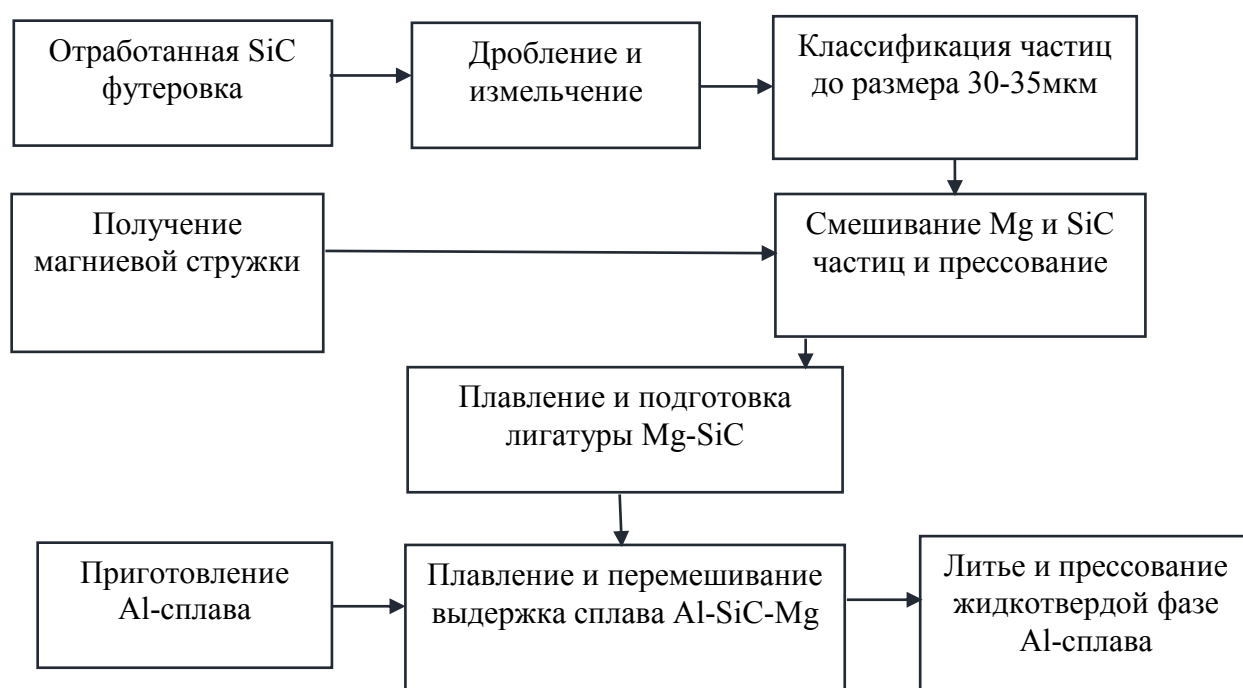 Отработанная SiC
футеровка
Дробление и
измельчение
Классификация частиц
до размера 30-35мкм
Получение
магниевой стружки
Смешивание Mg и SiC
частиц и прессование
Плавление и подготовка
лигатуры Mg-SiC
Приготовление
Al-сплава
Плавление и перемешивание
выдержка сплава Al-SiC-Mg
Литье и прессование
жидкотвердой фазе
Al-сплава